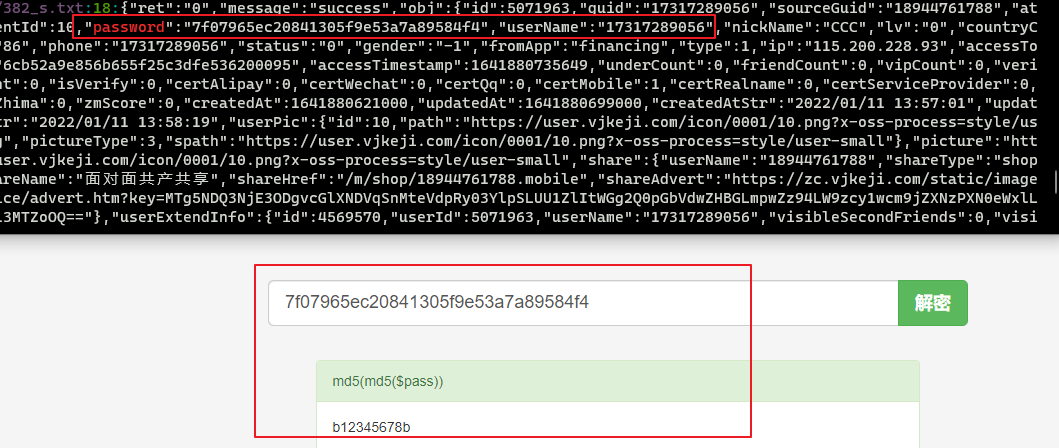 /382_s.txt:18:{"ret":"0","message":"success","obj":{"id":5071963,"guid":"17317289056","sourceGuid":"18944761788","at
entId":10,"password":"7f07965ec20841305f9e53a7a89584f4","userName":"17317289056","nickName":"CCC","lv":"0","countryC
"86","phone":"17317289056","status":"0","gender":"-1","fromApp":"financing","type":1,"ip":"115.200.228.93","accessTo
"6cb52a9e856b655f25c3dfe536200095","accessTimestamp":1641880735649,"underCount":0,"friendCount":0,"vipCount":0,"veri
nt":0,"isVerify":0,"certAlipay":0,"certWechat":0,"certQq":0,"certMobile":1,"certRealname":0,"certServiceProvider":0,
Zhima":0,"zmScore":0,"createdAt":1641880621000,"updatedAt":1641880699000,"createdAtStr":"2022/01/11 13:57:01","updat
tr":"2022/01/11 13:58:19","userPic":{"id":10,"path":"https://user.vjkeji.com/icon/0001/10.png?x-oss-process=style/us
g","pictureType":3,"spath":"https://user.vjkeji.com/icon/0001/10.png?x-oss-process=style/user-small"},"picture":"htt
user.vjkeji.com/icon/0001/10.png?x-oss-process=style/user-small","share":{"userName":"18944761788","shareType":"shop
areName":"面对面共产共享","shareHref":"/m/shop/18944761788.mobile","shareAdvert":"https://zc.vjkeji.com/static/image
ice/advert.htm?key=MTg5NDQ3NjE3ODgvcGlXNDVqSnMteVdpRy03YlpSLUU1ZlItWGg2Q0pGbVdwZHBGLmpwZz94LW9zcy1wcm9jZXNzPXN0eWxlL
13MTZoOQ=="},"userExtendInfo":{"id":4569570,"userId":5071963,"userName":"17317289056","visibleSecondFriends":0,"visi
7f07965ec20841305f9e53a7a89584f4
解密
md5(md5($pass))
b12345678b